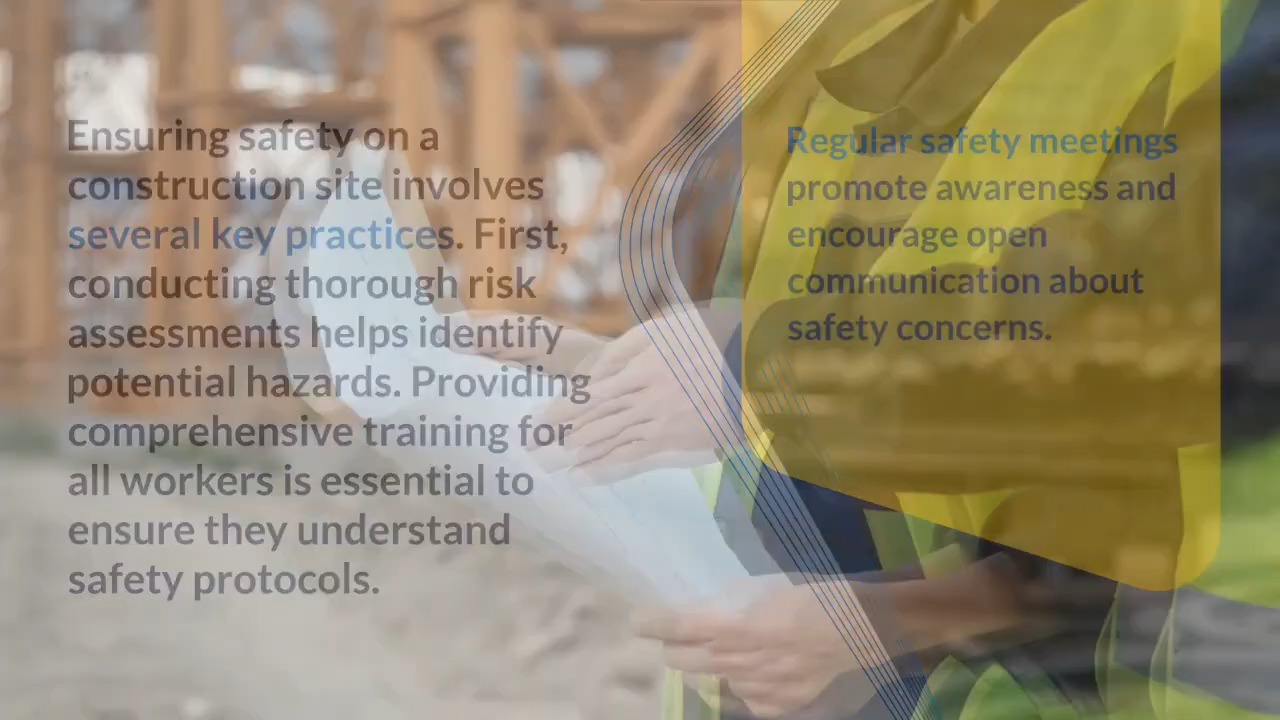 Ensuring safety on a
construction site involves
several key practices. First,
conducting thorough risk
assessments helps identify
potential hazards. Providing
comprehensive training for
all workers is essential to
ensure they understand
safety protocols.
Regular safety meetings
promote awareness and
encourage open
communication about
safety concerns.